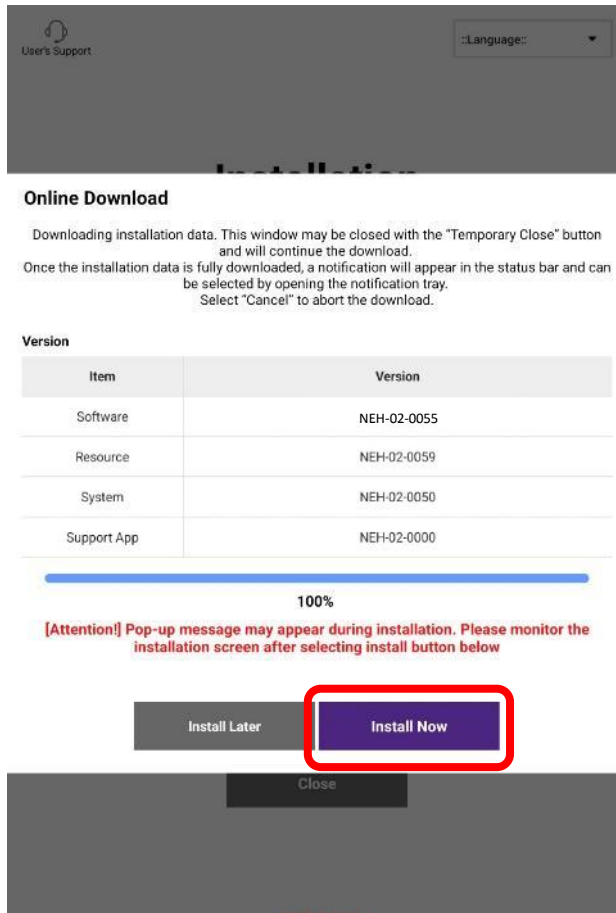 User's Support
::Language::
Installation
Online Download
Downloading installation data. This window may be closed with the "Temporary Close" button
and will continue the download.
Once the installation data is fully downloaded, a notification will appear in the status bar and can
be selected by opening the notification tray.
Select "Cancel" to abort the download.
Version
Item Version
Software NEH-02-0055
Resource NEH-02-0059
System NEH-02-0050
Support App NEH-02-0000
100%
[Attention!] Pop-up message may appear during installation. Please monitor the
installation screen after selecting install button below
Install Later Install Now
Close